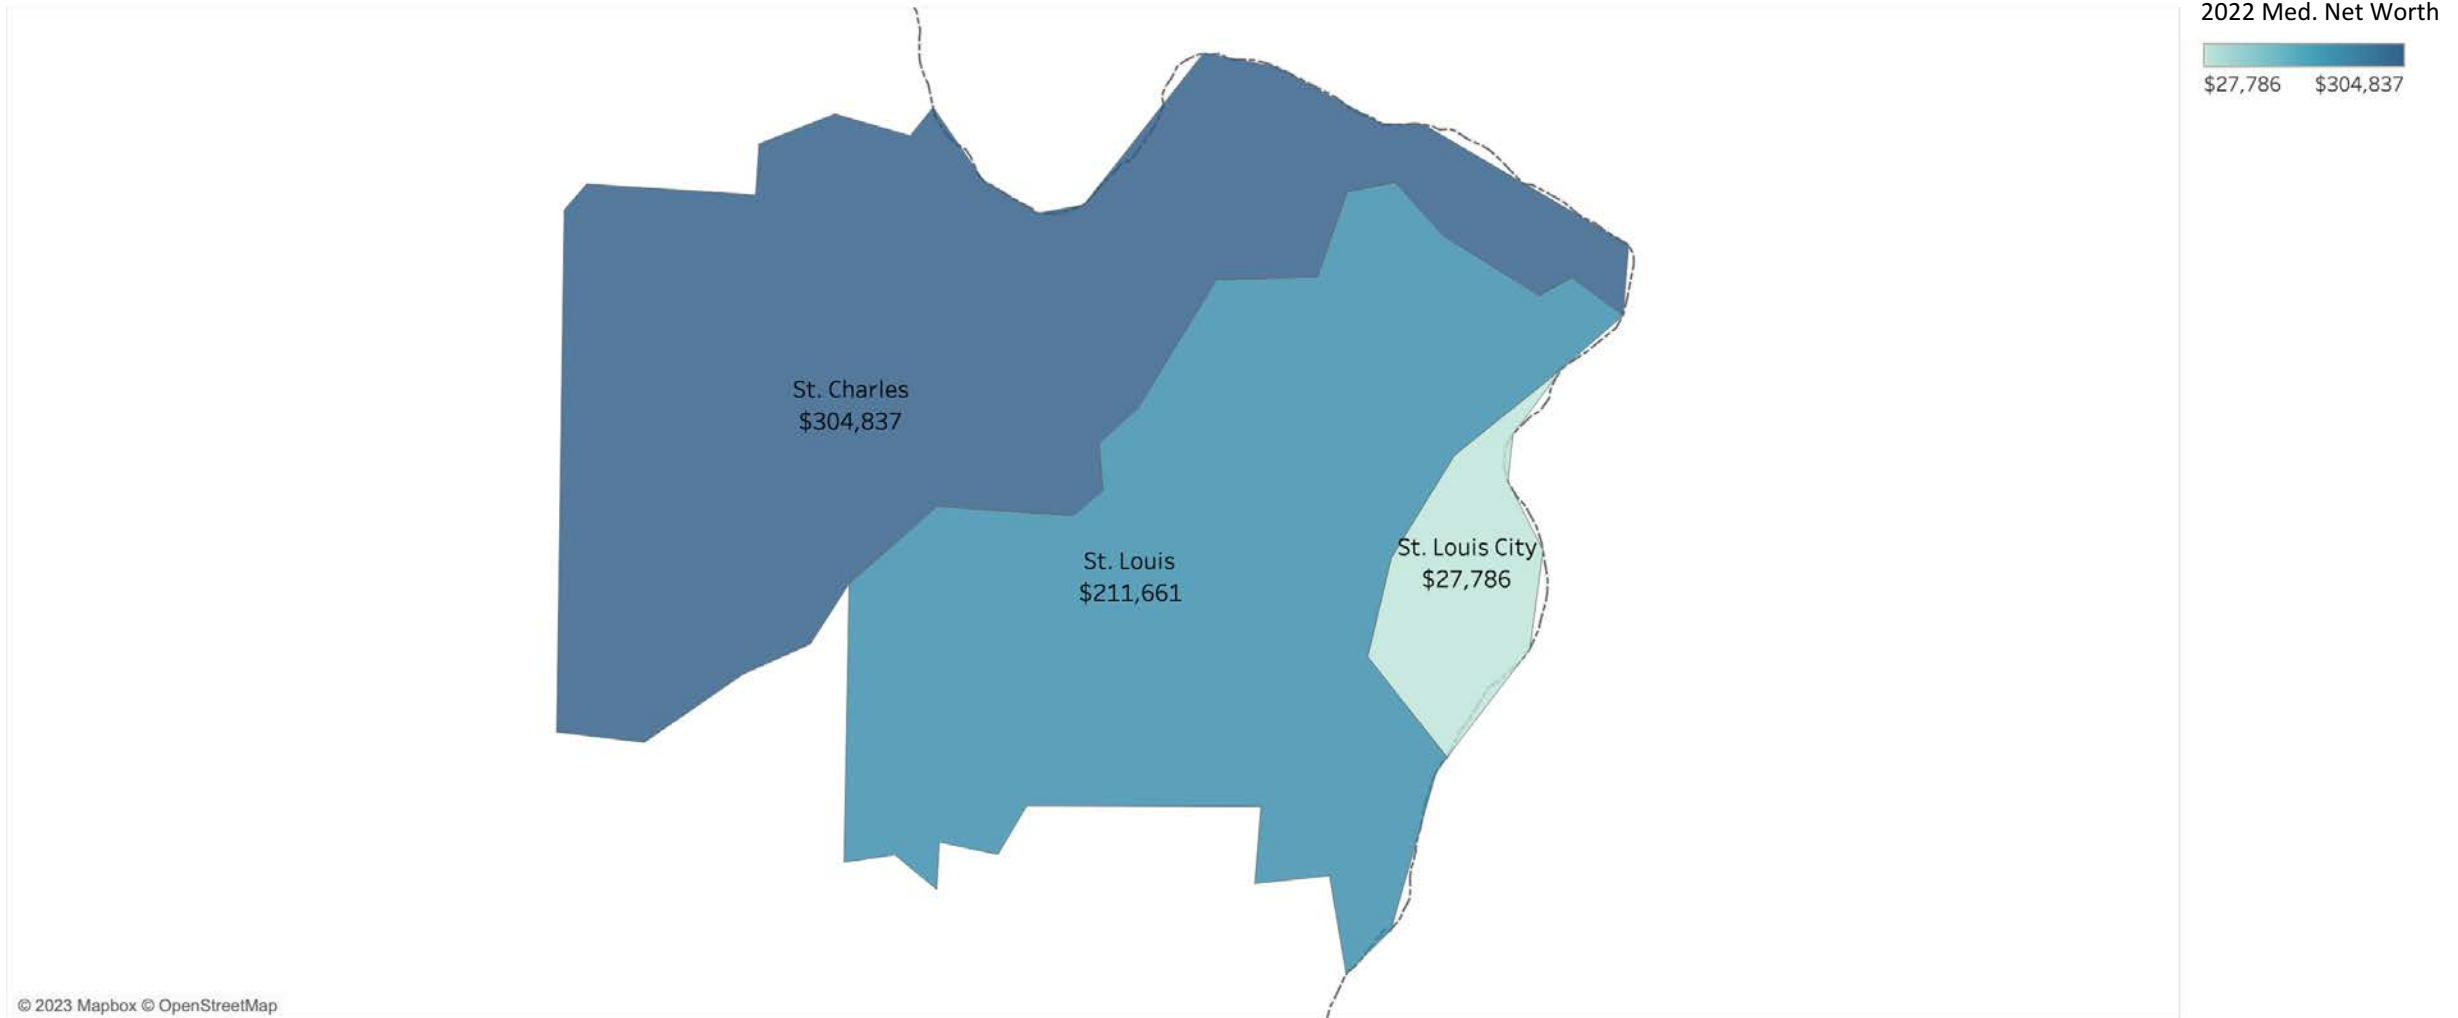 2022 Med. Net Worth
$27,786 $304,837
St. Charles
$304,837
St. Louis
$211,661
St. Louis City
$27,786
© 2023 Mapbox © OpenStreetMap